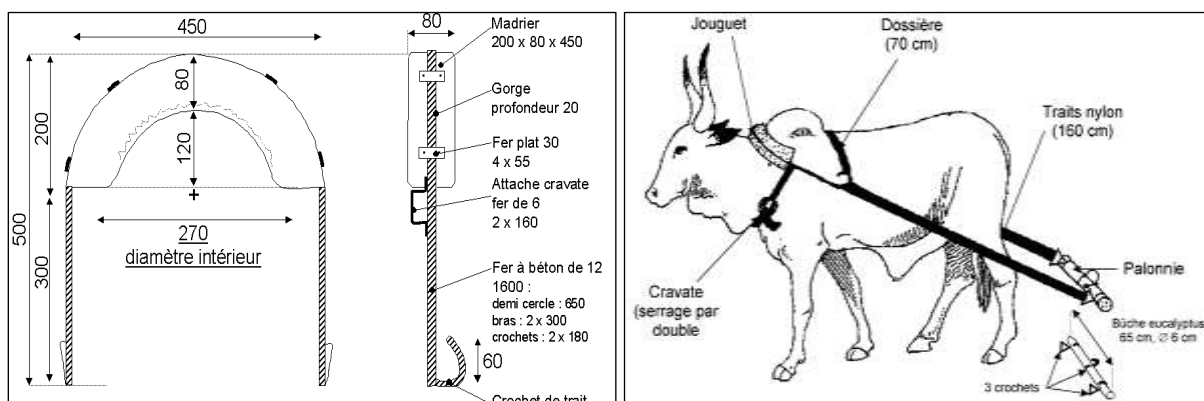 450
80
200
120
500
300
270
diamètre intérieur
80
Madrier
200 x 80 x 450
Gorge
profondeur 20
Fer plat 30
4 x 55
Attache cravate
fer de 6
2 x 160
Fer à béton de 12
1600 :
demi cercle : 650
bras : 2 x 300
crochets : 2 x 180
60
Crochet de trait
Jouguet
Dossière
(70 cm)
Traits nylon
(160 cm)
Palonnie
Cravate
(serrage par
double
Bûche eucalyptus
65 cm, ∅ 6 cm
3 crochets